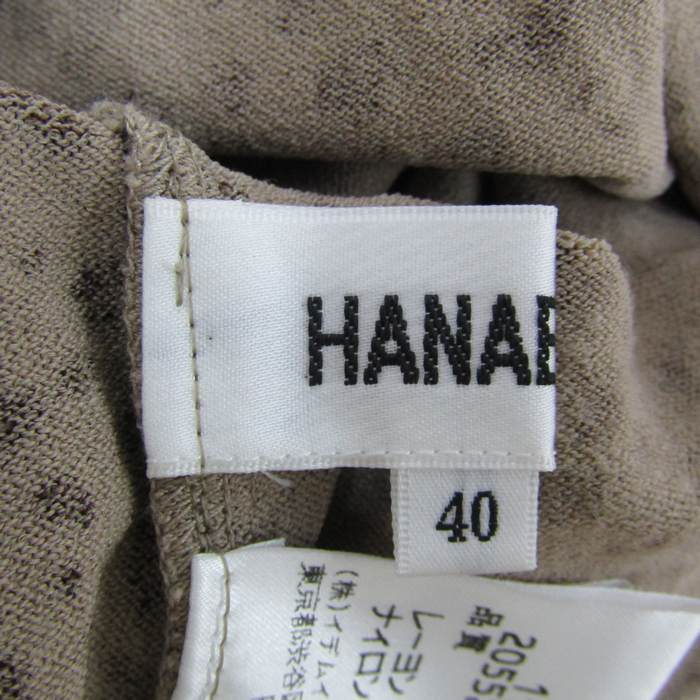 HANAE
40
1
2055
品質
レーヨン
ナイロン
(株)イデムイ
東京都渋谷区